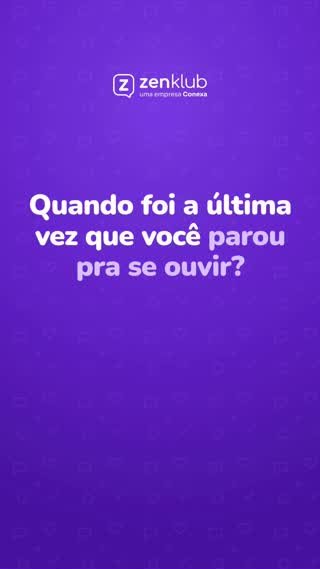 zenklub
uma empresa Conexa
Quando foi a última
vez que você parou
pra se ouvir?